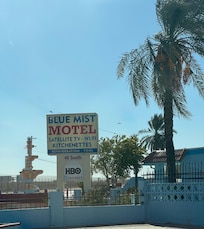 BLUE MIST
MOTEL
SATELLITE TV - WI-FI
KITCHENETTES
HBO